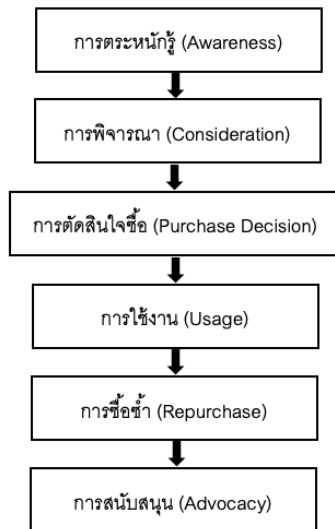 การตระหนักรู้ (Awareness)
การพิจารณา (Consideration)
การตัดสินใจซื้อ (Purchase Decision)
การใช้งาน (Usage)
การซื้อซ้ำ (Repurchase)
การสนับสนุน (Advocacy)